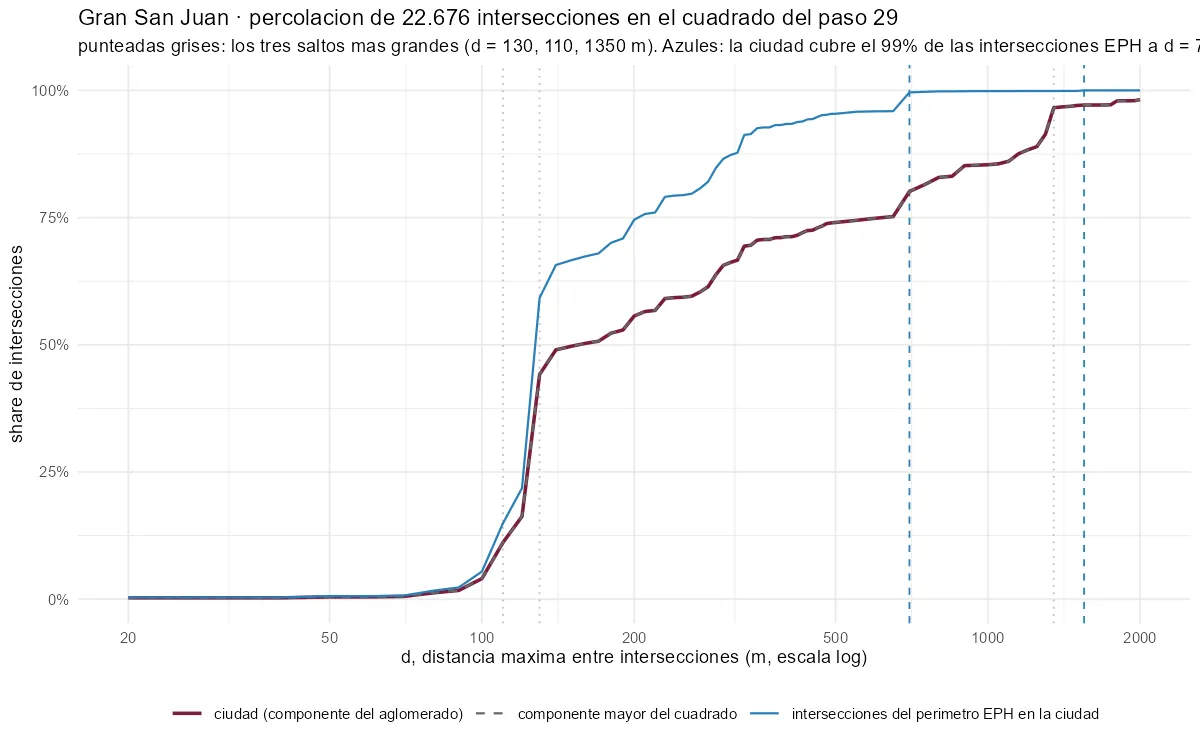 Gran San Juan · percolacion de 22.676 intersecciones en el cuadrado del paso 29
punteadas grises: los tres saltos mas grandes (d = 130, 110, 1350 m). Azules: la ciudad cubre el 99% de las intersecciones EPH a d = 7
100%
75%
50%
25%
0%
share de intersecciones
20
50
100
200
500
1000
2000
d, distancia maxima entre intersecciones (m, escala log)
ciudad (componente del aglomerado)
componente mayor del cuadrado
intersecciones del perimetro EPH en la ciudad